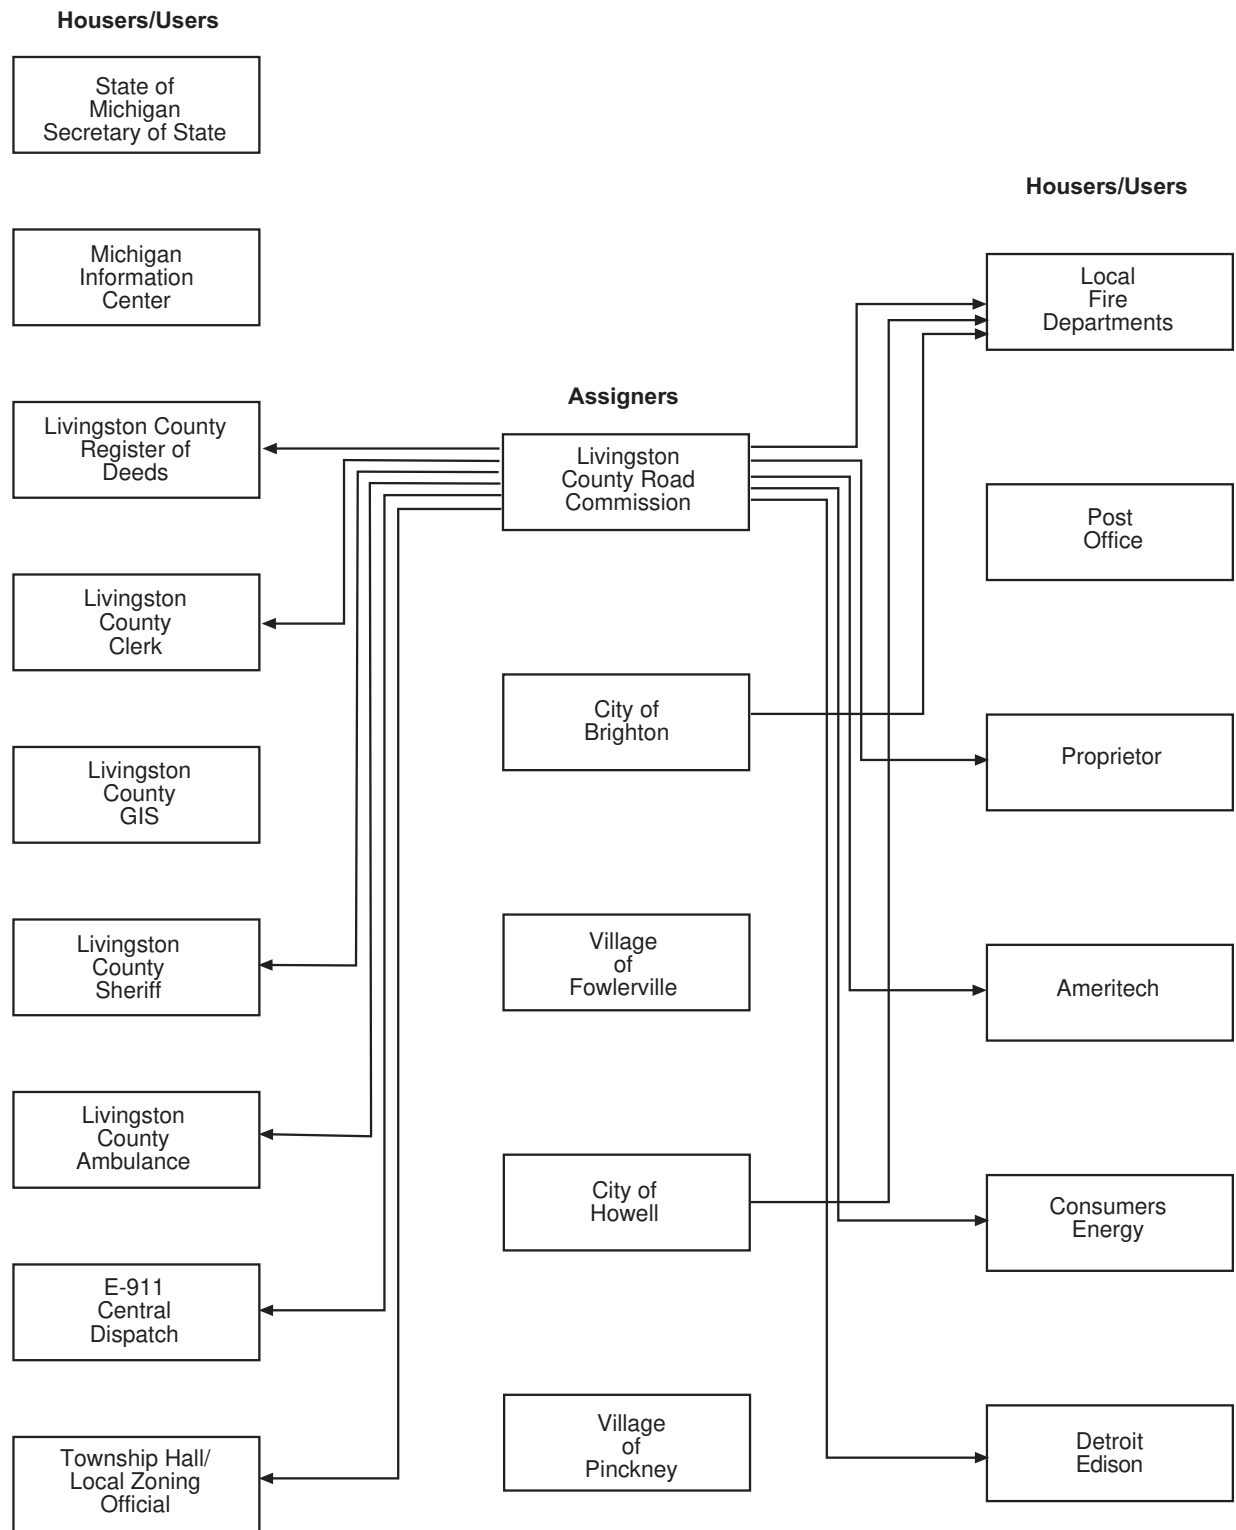 Housers/Users
State of
Michigan
Secretary of State
Michigan
Information
Center
Livingston County
Register of
Deeds
Livingston
County
Clerk
Livingston
County
GIS
Livingston
County
Sheriff
Livingston
County
Ambulance
E-911
Central
Dispatch
Township Hall/
Local Zoning
Official
Assigners
Livingston
County Road
Commission
City of
Brighton
Village
of
Fowlerville
City of
Howell
Village
of
Pinckney
Housers/Users
Local
Fire
Departments
Post
Office
Proprietor
Ameritech
Consumers
Energy
Detroit
Edison